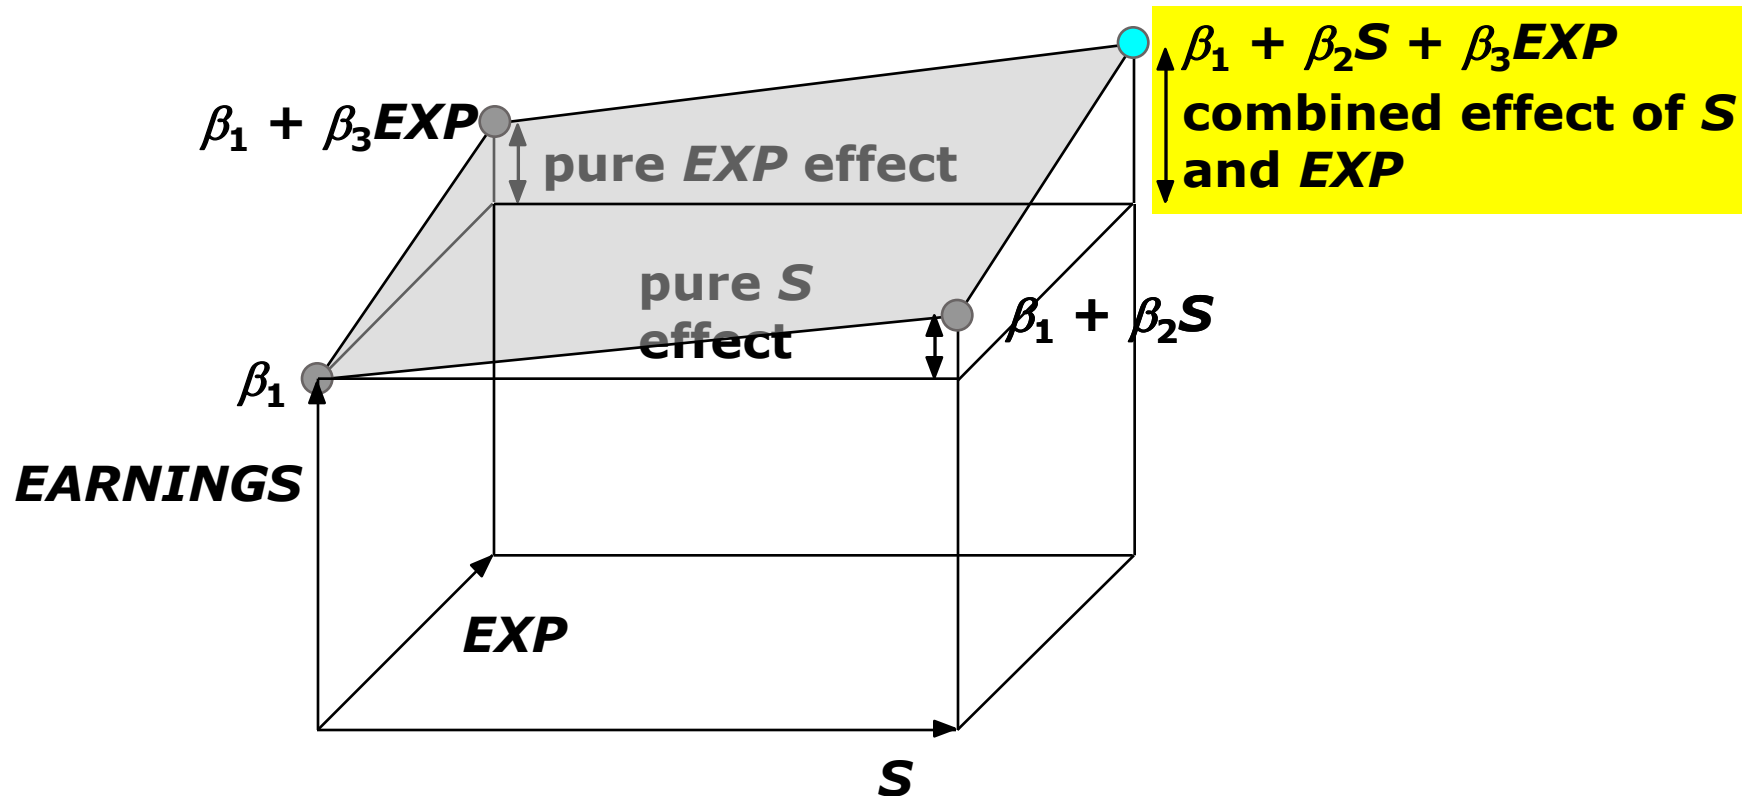 β1 + β2S + β3EXP
combined effect of S
and EXP
β1 + β3EXP
pure EXP effect
pure S
effect
β1 + β2S
β1
EARNINGS
EXP
S